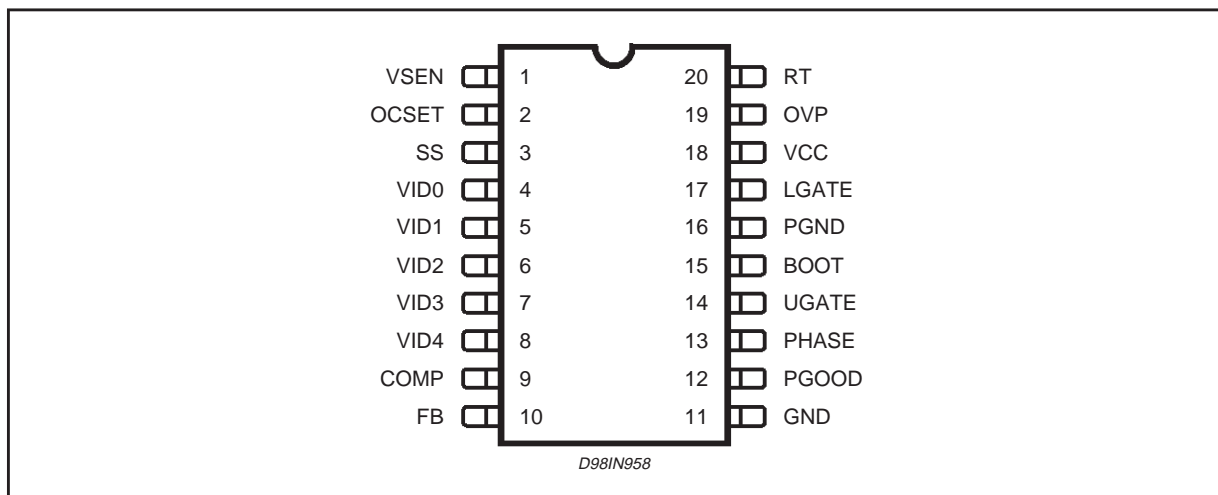 VSEN 1 20 RT
OCSET 2 19 OVP
SS 3 18 VCC
VID0 4 17 LGATE
VID1 5 16 PGND
VID2 6 15 BOOT
VID3 7 14 UGATE
VID4 8 13 PHASE
COMP 9 12 PGOOD
FB 10 11 GND
D98IN958